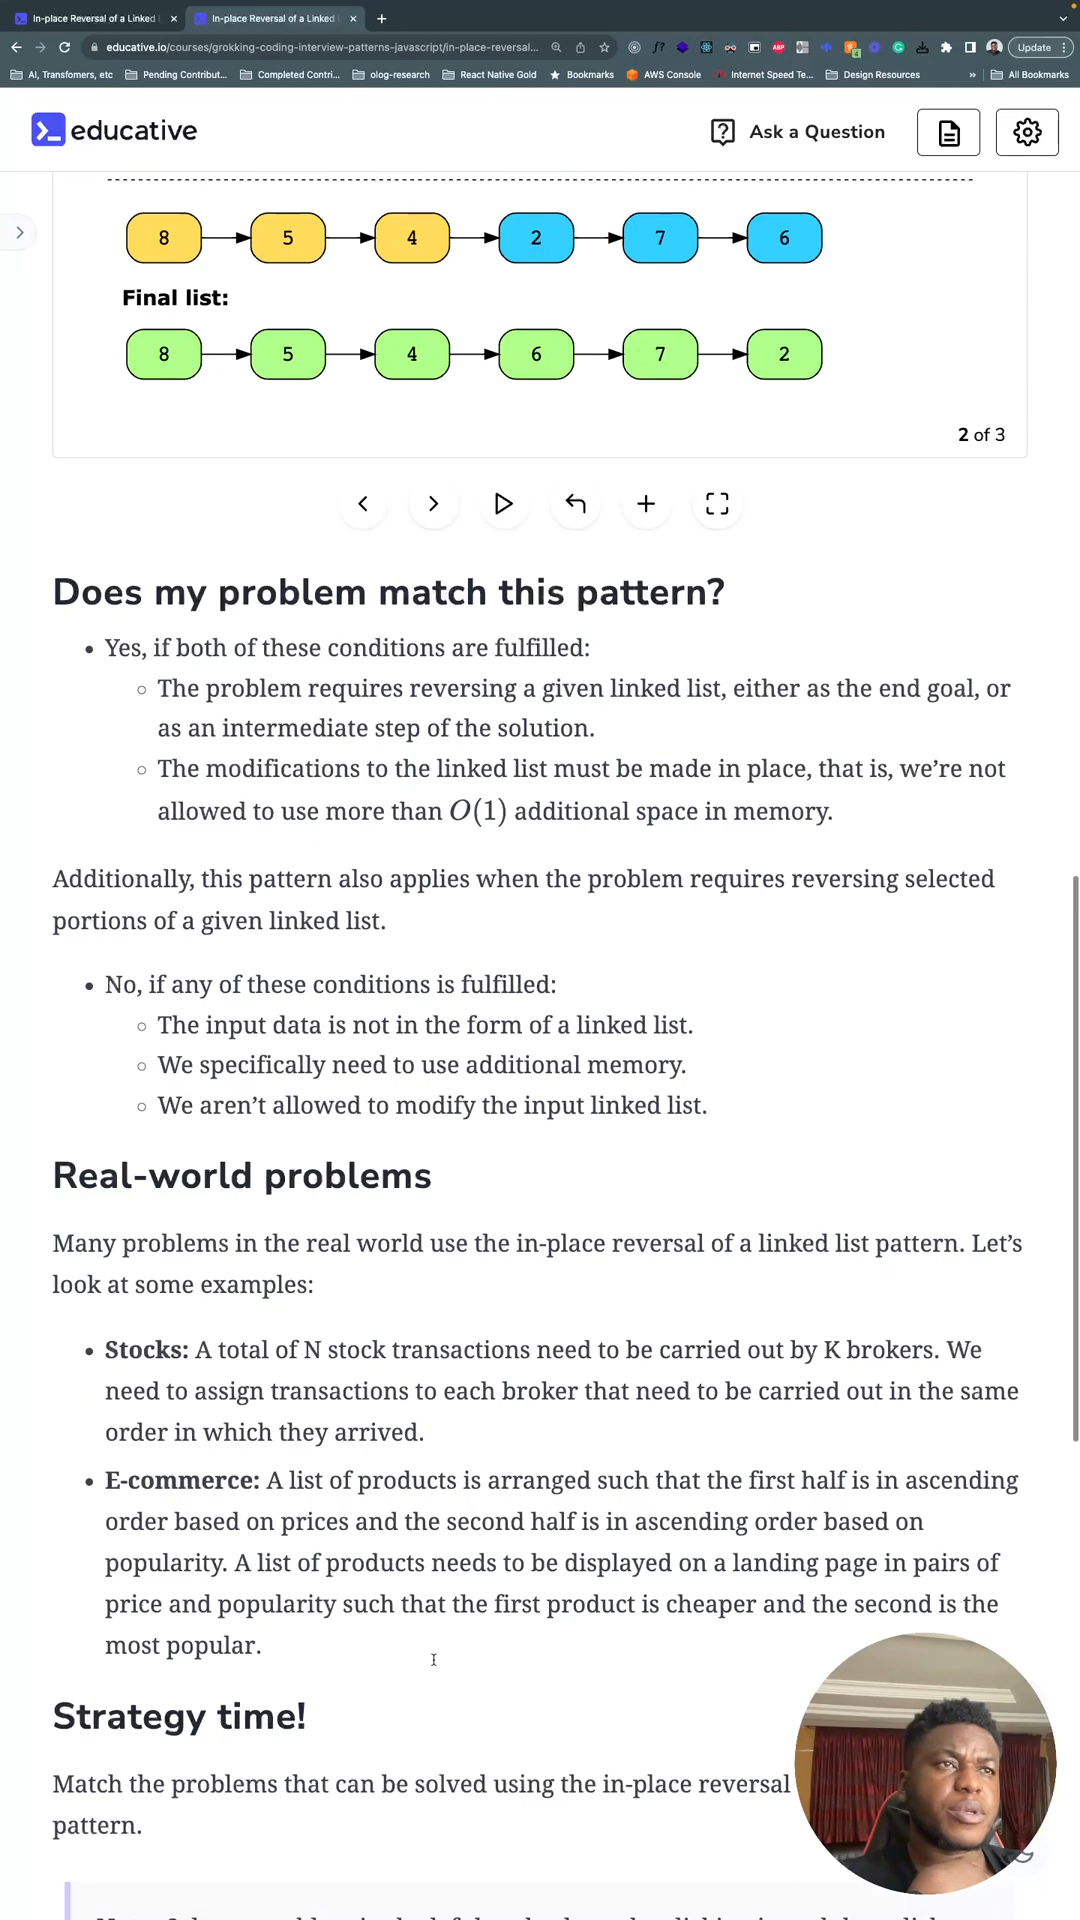 In-place Reversal of a Linked
In-place Reversal of a Linked
educative.io/courses/grokking-coding-interview-patterns-javascript/in-place-reversal...
f?
ABP
Update
AI, Transfomers, etc
Pending Contribut...
Completed Contri...
olog-research
React Native Gold
Bookmarks
AWS Console
Internet Speed Te...
Design Resources
»
All Bookmarks
educative
Ask a Question
8 5 4 2 7 6
Final list:
8 5 4 6 7 2
2 of 3
Does my problem match this pattern?
• Yes, if both of these conditions are fulfilled:
◦ The problem requires reversing a given linked list, either as the end goal, or
as an intermediate step of the solution.
◦ The modifications to the linked list must be made in place, that is, we’re not
allowed to use more than O(1) additional space in memory.
Additionally, this pattern also applies when the problem requires reversing selected
portions of a given linked list.
• No, if any of these conditions is fulfilled:
◦ The input data is not in the form of a linked list.
◦ We specifically need to use additional memory.
◦ We aren’t allowed to modify the input linked list.
Real-world problems
Many problems in the real world use the in-place reversal of a linked list pattern. Let’s
look at some examples:
• Stocks: A total of N stock transactions need to be carried out by K brokers. We
need to assign transactions to each broker that need to be carried out in the same
order in which they arrived.
• E-commerce: A list of products is arranged such that the first half is in ascending
order based on prices and the second half is in ascending order based on
popularity. A list of products needs to be displayed on a landing page in pairs of
price and popularity such that the first product is cheaper and the second is the
most popular.
Strategy time!
Match the problems that can be solved using the in-place reversal
pattern.